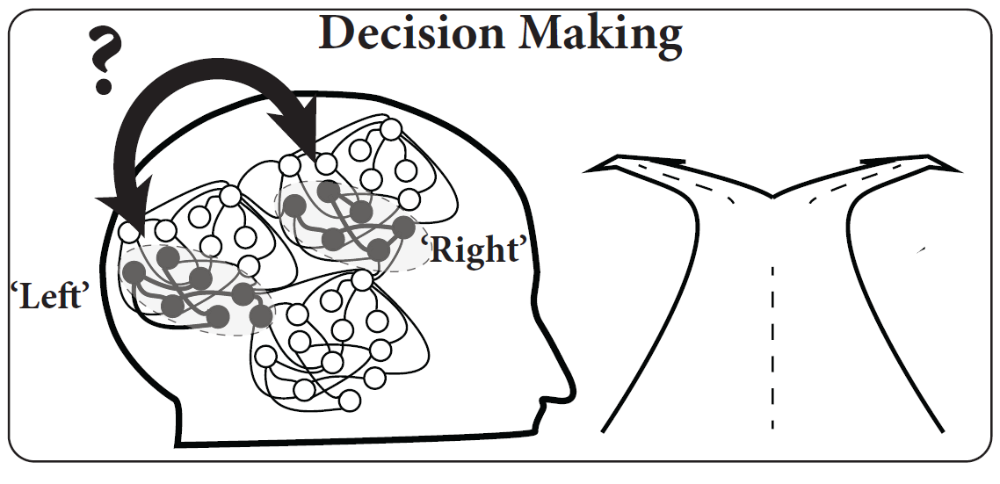 Decision Making
?
‘Right’
‘Left’